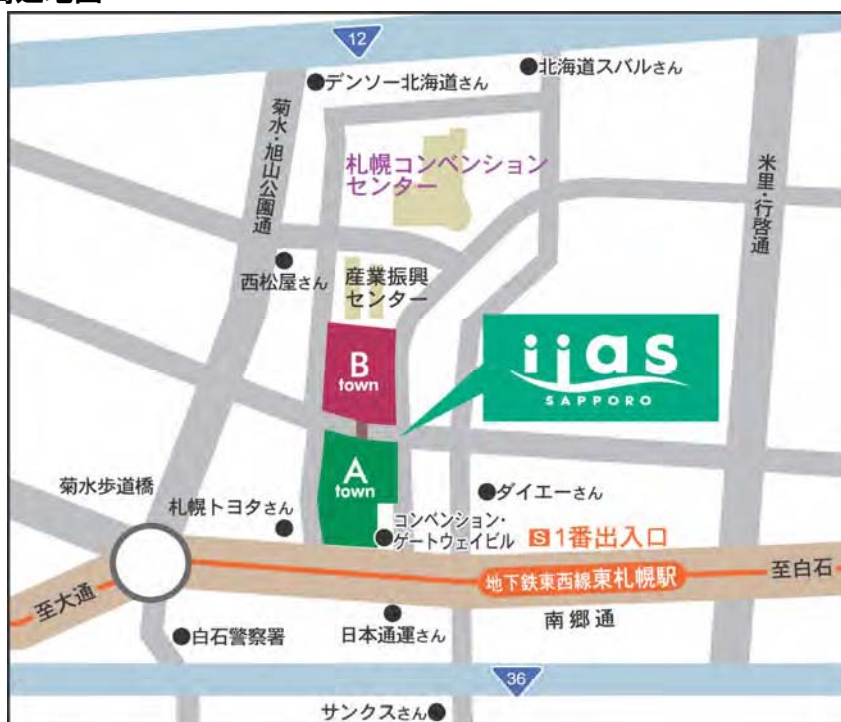 12
デンソー北海道さん
北海道スバルさん
菊水・旭山公園通
札幌コンベンション
センター
米里・行啓通
西松屋さん
産業振興
センター
B
town
ijas
SAPPORO
A
town
菊水歩道橋
札幌トヨタさん
ダイエーさん
コンベンション・
ゲートウェイビル
S1番出入口
地下鉄東西線東札幌駅
至白石
至大通
南郷通
白石警察署
日本通運さん
36
サンクスさん